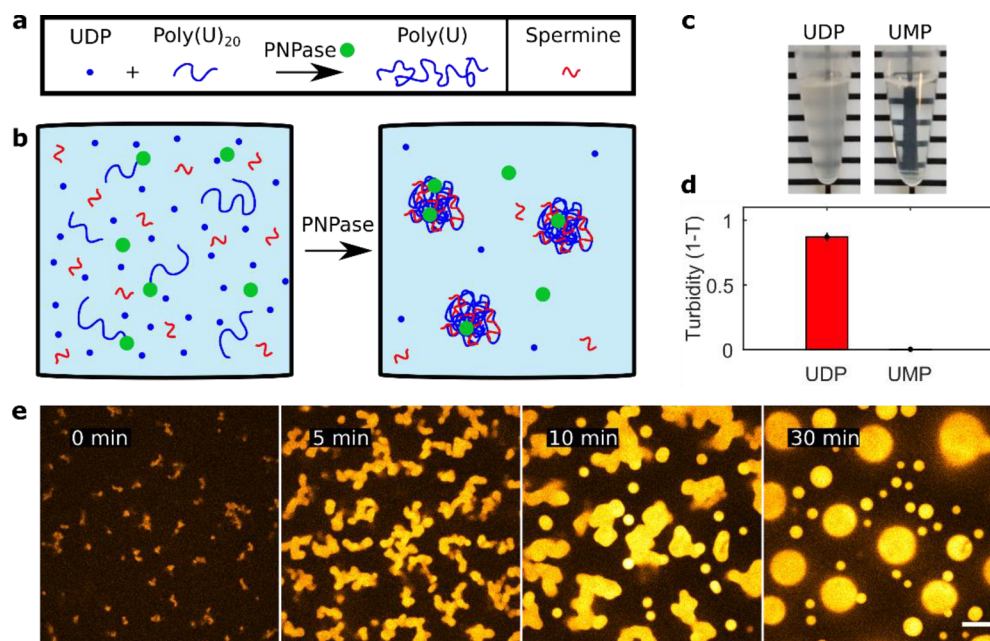 a
UDP Poly(U)20 PNPase Poly(U) Spermine
+
b
PNPase
c
UDP UMP
d
Turbidity (1-T)
1
0.5
0
UDP UMP
e
0 min 5 min 10 min 30 min